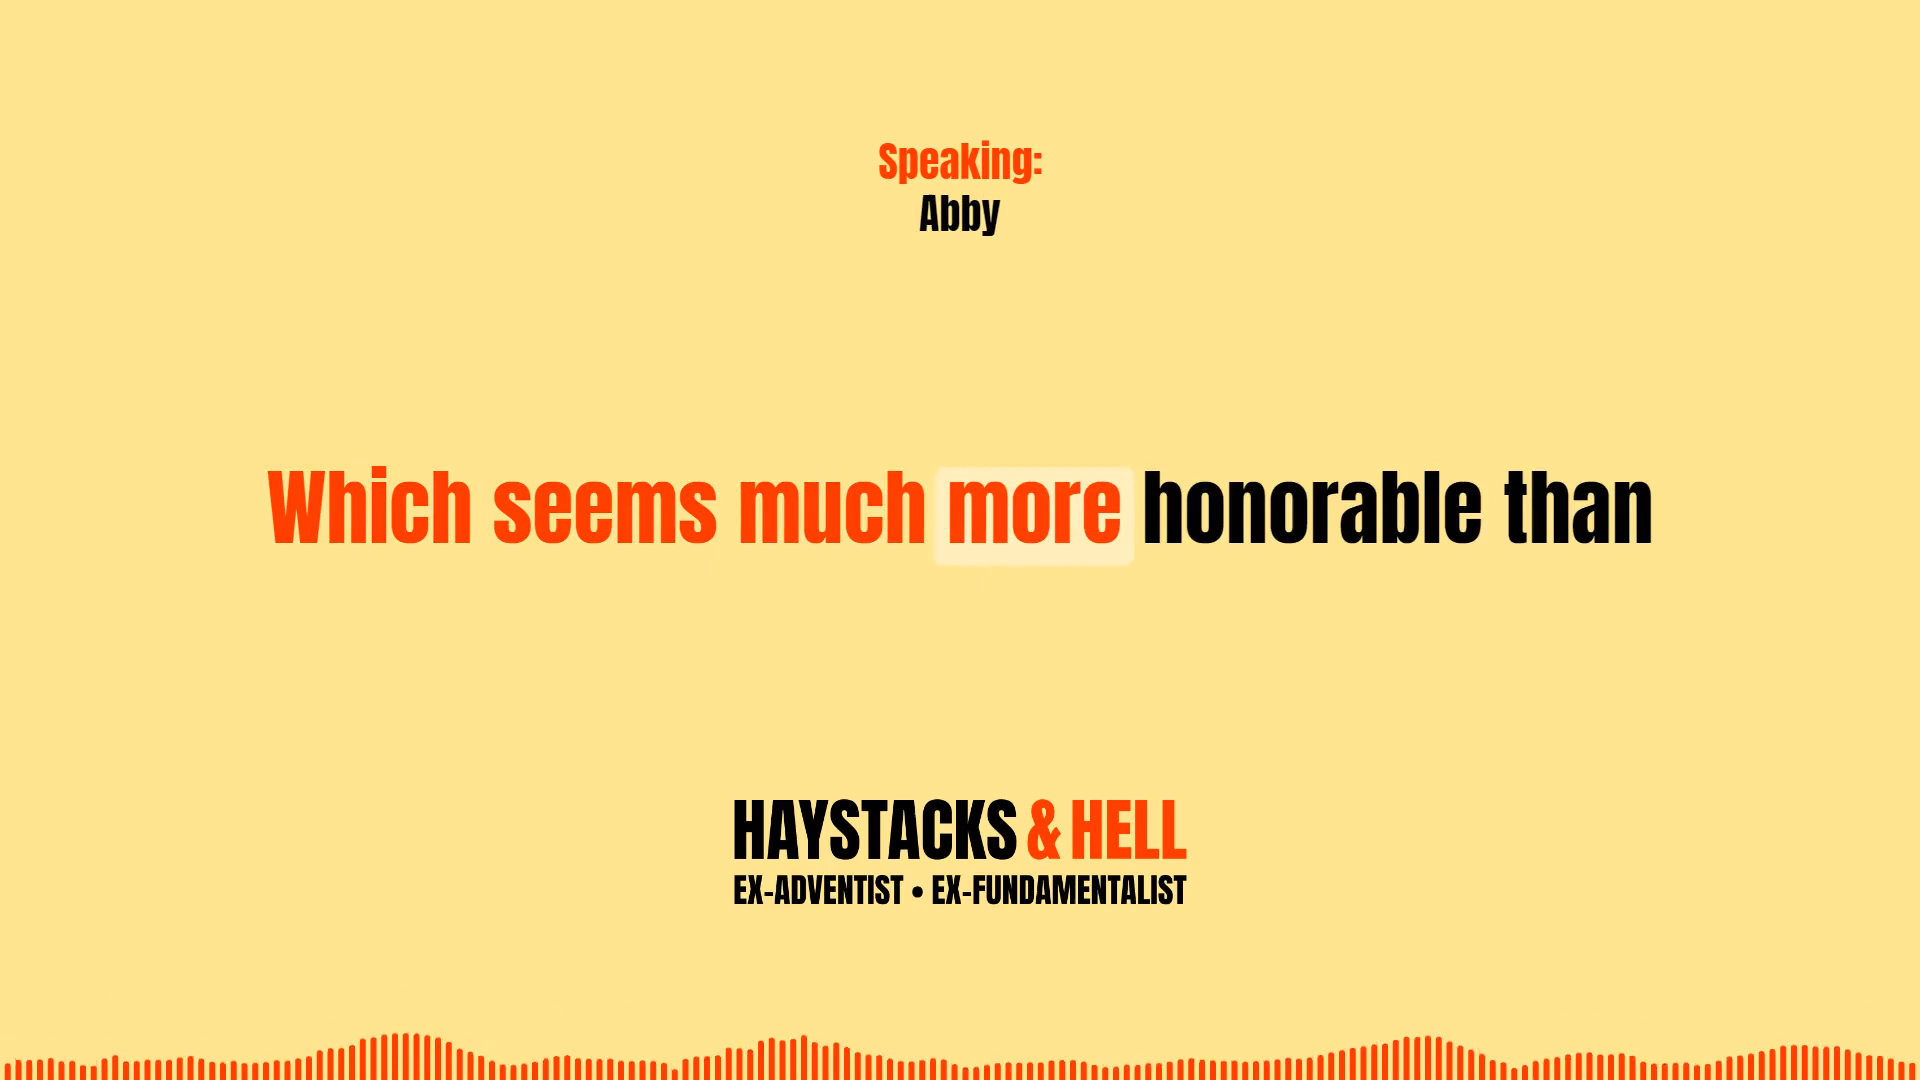 Speaking:
Abby
Which seems much more honorable than
HAYSTACKS & HELL
EX-ADVENTIST • EX-FUNDAMENTALIST